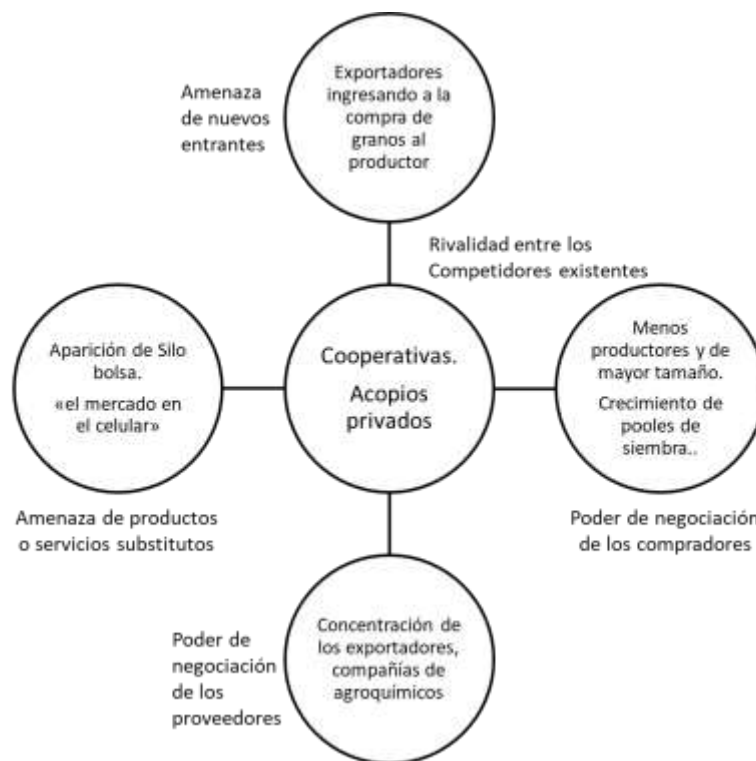 Amenaza
de nuevos
entrantes
Exportadores
ingresando a la
compra de
granos al
productor
Rivalidad entre los
Competidores existentes
Aparición de Silo
bolsa.
«el mercado en
el celular»
Cooperativas.
Acopios
privados
Menos
productores y de
mayor tamaño.
Crecimiento de
pooles de
siembra..
Amenaza de productos
o servicios substitutos
Poder de negociación
de los compradores
Poder de
negociación
de los
proveedores
Concentración de
los exportadores,
compañías de
agroquímicos